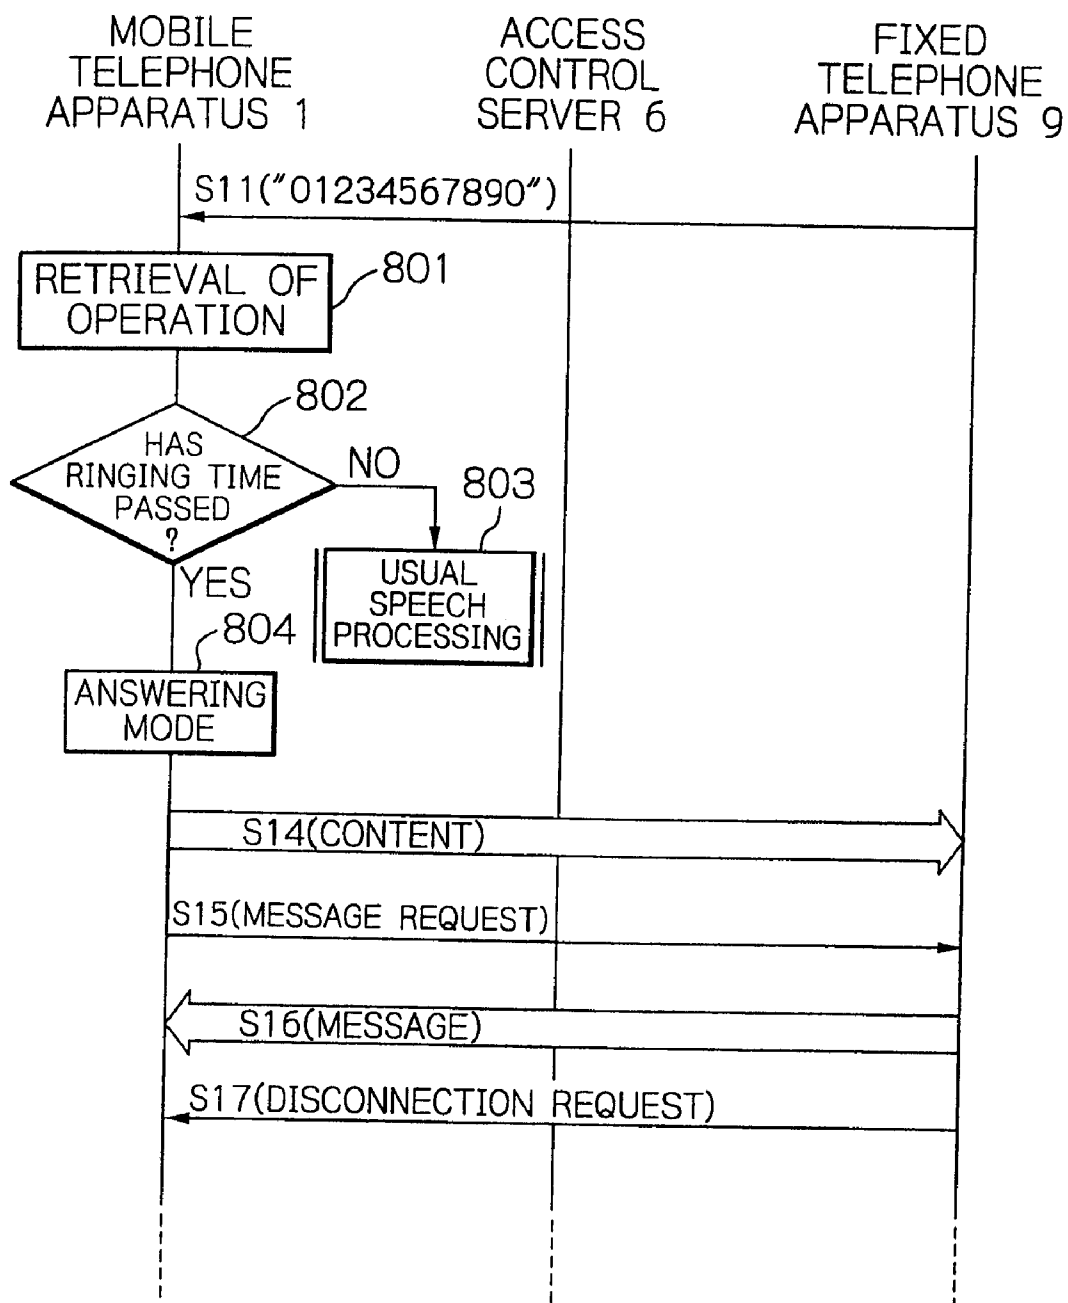 MOBILE
TELEPHONE
APPARATUS 1
ACCESS
CONTROL
SERVER 6
FIXED
TELEPHONE
APPARATUS 9
S11("01234567890")
RETRIEVAL OF
OPERATION
801
802
HAS
RINGING TIME
PASSED
?
NO
803
USUAL
SPEECH
PROCESSING
YES
804
ANSWERING
MODE
S14(CONTENT)
S15(MESSAGE REQUEST)
S16(MESSAGE)
S17(DISCONNECTION REQUEST)